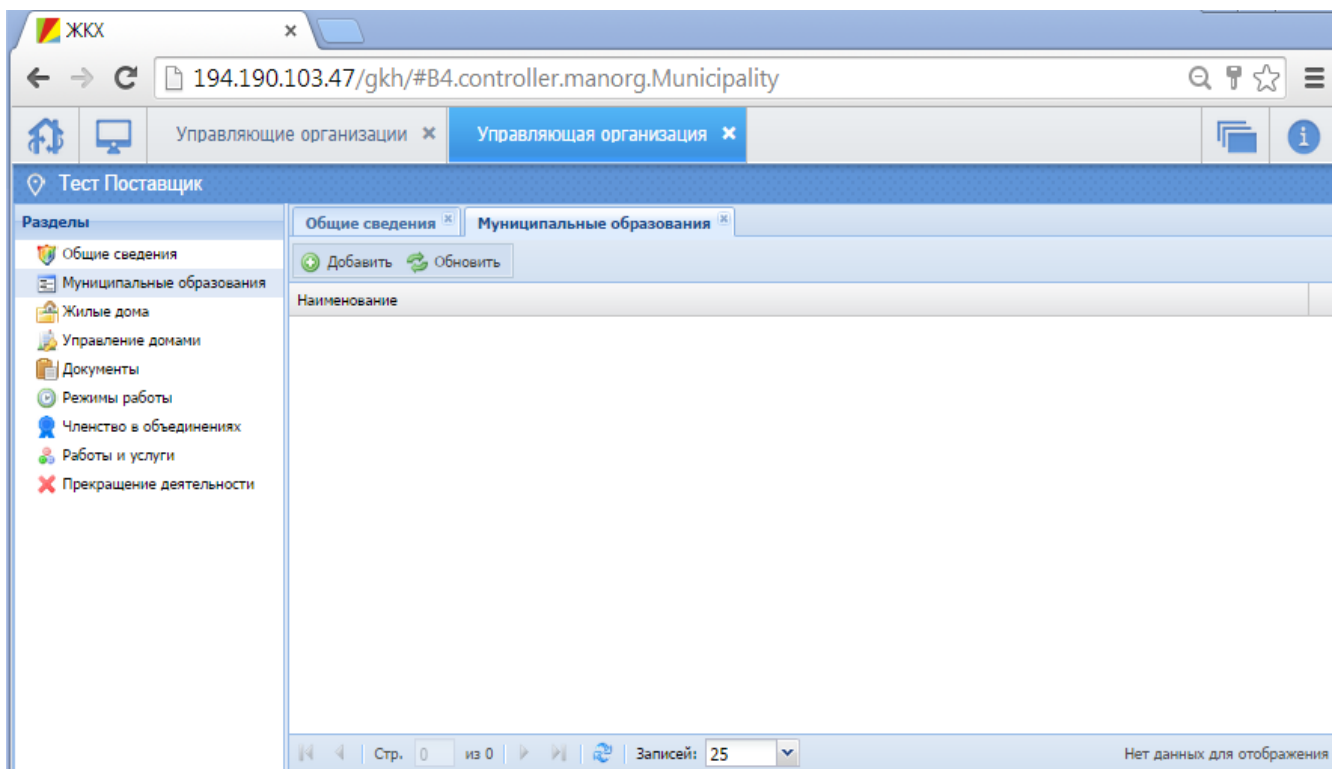 ЖКХ
194.190.103.47/gkh/#B4.controller.manorg.Municipality
Управляющие организации
Управляющая организация
Тест Поставщик
Разделы
Общие сведения
Муниципальные образования
Жилые дома
Управление домами
Документы
Режимы работы
Членство в объединениях
Работы и услуги
Прекращение деятельности
Общие сведения
Муниципальные образования
Добавить Обновить
Наименование
Стр. 0 из 0 Записей: 25 Нет данных для отображения